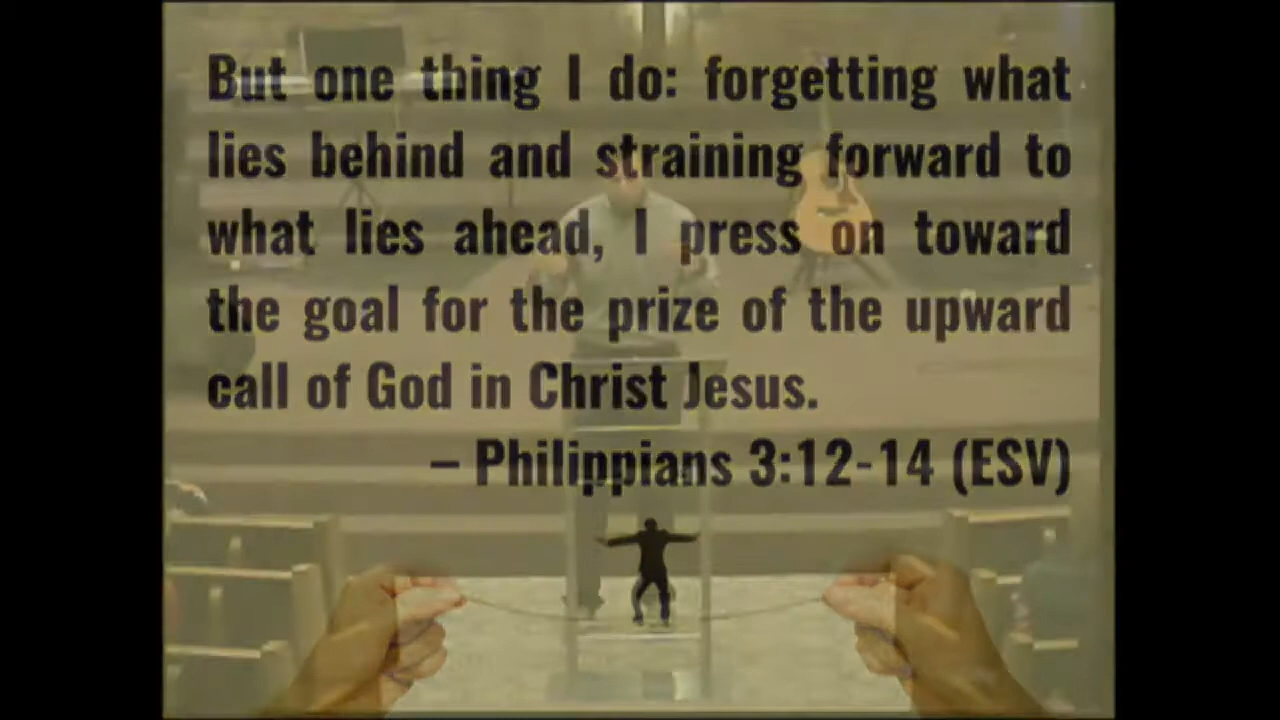 But one thing I do: forgetting what
lies behind and straining forward to
what lies ahead, I press on toward
the goal for the prize of the upward
call of God in Christ Jesus.
– Philippians 3:12-14 (ESV)